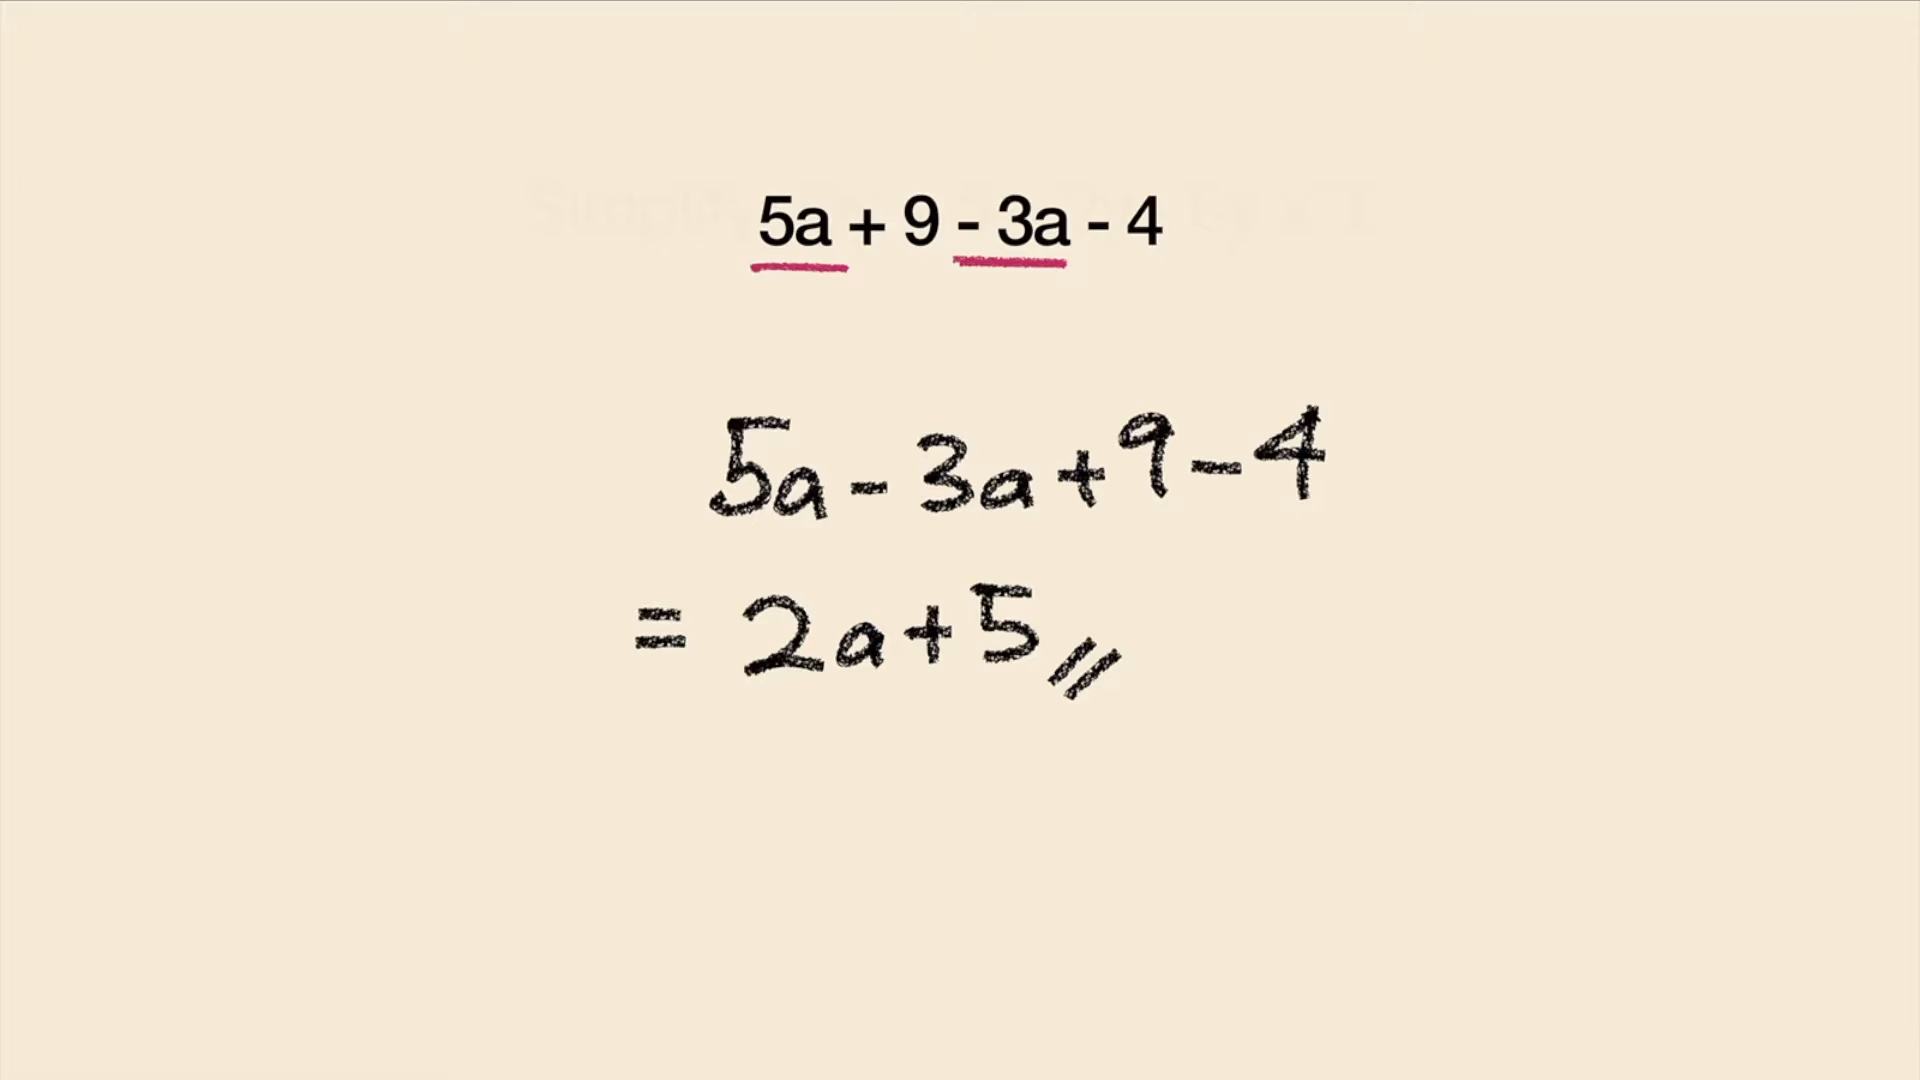 5a + 9 - 3a - 4
5a - 3a + 9 - 4
= 2a + 5